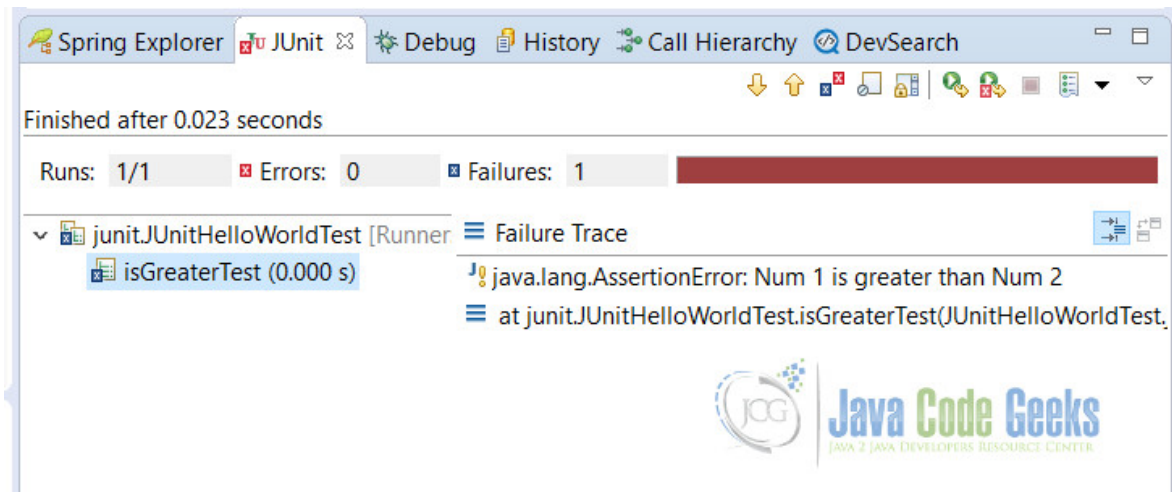 Spring Explorer JUnit Debug History Call Hierarchy DevSearch
Finished after 0.023 seconds
Runs: 1/1 Errors: 0 Failures: 1
junit.JUnitHelloWorldTest [Runner:
isGreaterTest (0.000 s)
Failure Trace
java.lang.AssertionError: Num 1 is greater than Num 2
at junit.JUnitHelloWorldTest.isGreaterTest(JUnitHelloWorldTest.
JCG
Java Code Geeks
JAVA 2 JAVA DEVELOPERS RESOURCE CENTER